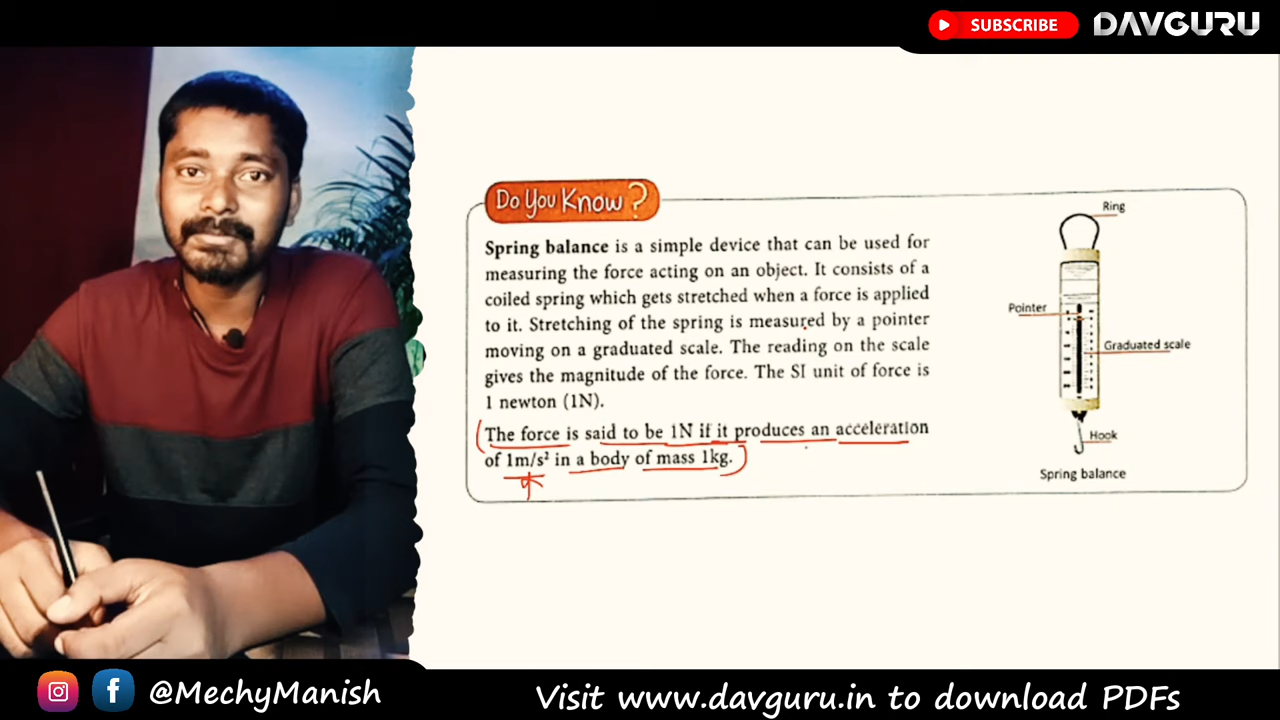 SUBSCRIBE
DAVGURU
Do You Know?
Spring balance is a simple device that can be used for
measuring the force acting on an object. It consists of a
coiled spring which gets stretched when a force is applied
to it. Stretching of the spring is measured by a pointer
moving on a graduated scale. The reading on the scale
gives the magnitude of the force. The SI unit of force is
1 newton (1N).
(The force is said to be 1N if it produces an acceleration
of 1m/s² in a body of mass 1kg.)
Ring
Pointer
Graduated scale
Hook
Spring balance
@MechyManish
Visit www.davguru.in to download PDFs